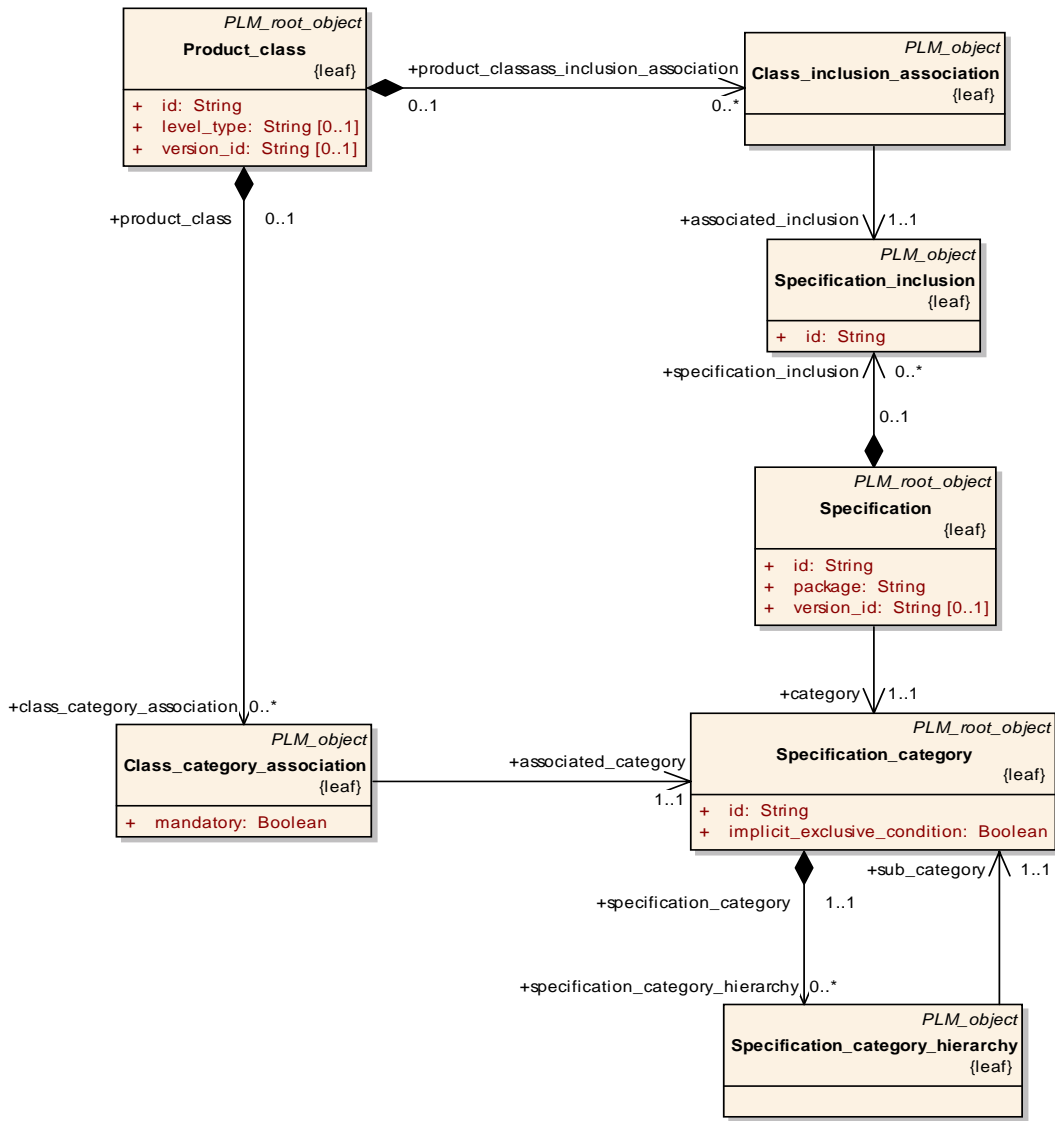 PLM_root_object
Product_class
{leaf}
+ id: String
+ level_type: String [0..1]
+ version_id: String [0..1]
+product_classass_inclusion_association
0..1
0..*
PLM_object
Class_inclusion_association
{leaf}
+product_class
0..1
+associated_inclusion
1..1
PLM_object
Specification_inclusion
{leaf}
+ id: String
+specification_inclusion
0..*
0..1
PLM_root_object
Specification
{leaf}
+ id: String
+ package: String
+ version_id: String [0..1]
+category
1..1
+class_category_association
0..*
PLM_object
Class_category_association
{leaf}
+ mandatory: Boolean
+associated_category
1..1
PLM_root_object
Specification_category
{leaf}
+ id: String
+ implicit_exclusive_condition: Boolean
+sub_category
1..1
+specification_category
1..1
+specification_category_hierarchy
0..*
PLM_object
Specification_category_hierarchy
{leaf}